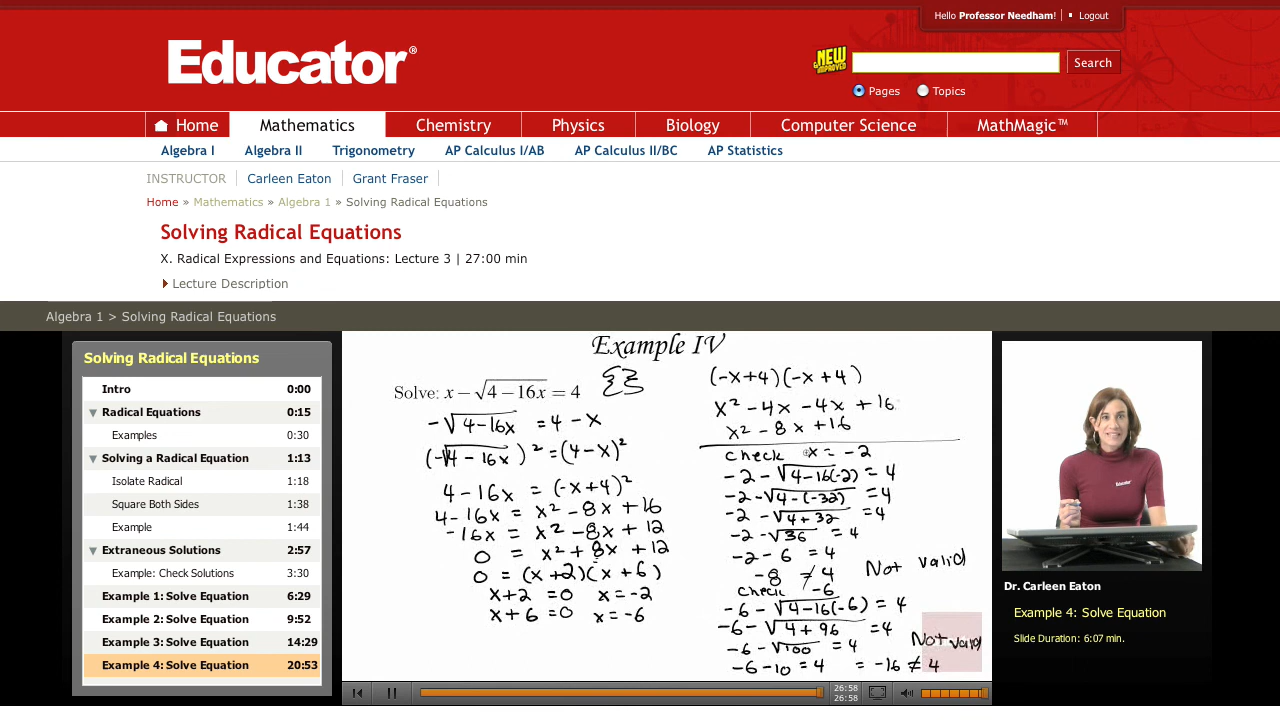 Hello Professor Needham! | Logout
Educator®
NEW & IMPROVED
Search
Pages Topics
Home Mathematics Chemistry Physics Biology Computer Science MathMagic™
Algebra I Algebra II Trigonometry AP Calculus I/AB AP Calculus II/BC AP Statistics
INSTRUCTOR Carleen Eaton Grant Fraser
Home » Mathematics » Algebra 1 » Solving Radical Equations
Solving Radical Equations
X. Radical Expressions and Equations: Lecture 3 | 27:00 min
Lecture Description
Algebra 1 > Solving Radical Equations
Solving Radical Equations
Intro 0:00
Radical Equations 0:15
Examples 0:30
Solving a Radical Equation 1:13
Isolate Radical 1:18
Square Both Sides 1:38
Example 1:44
Extraneous Solutions 2:57
Example: Check Solutions 3:30
Example 1: Solve Equation 6:29
Example 2: Solve Equation 9:52
Example 3: Solve Equation 14:29
Example 4: Solve Equation 20:53
Example IV
Solve: x − √(4 − 16x) = 4 {}
-√(4-16x) = 4 - x
(-√(4 - 16x))² = (4 - x)²
4 - 16x = (-x+4)²
4 - 16x = x² - 8x + 16
-16x = x² - 8x + 12
0 = x² + 8x + 12
0 = (x+2)(x+6)
x+2 = 0 x = -2
x+6 = 0 x = -6
(-x+4)(-x+4)
x² - 4x - 4x + 16
x² - 8x + 16
check x = -2
-2 - √(4-16(-2)) = 4
-2 - √(4-(-32)) = 4
-2 - √(4+32) = 4
-2 - √36 = 4
-2 - 6 = 4
-8 ≠ 4 Not valid
check -6
-6 - √(4-16(-6)) = 4
-6 - √(4+96) = 4
-6 - √100 = 4 Not valid
-6 - 10 = 4 = -16 ≠ 4
26:58
26:58
Educator
Dr. Carleen Eaton
Example 4: Solve Equation
Slide Duration: 6:07 min.